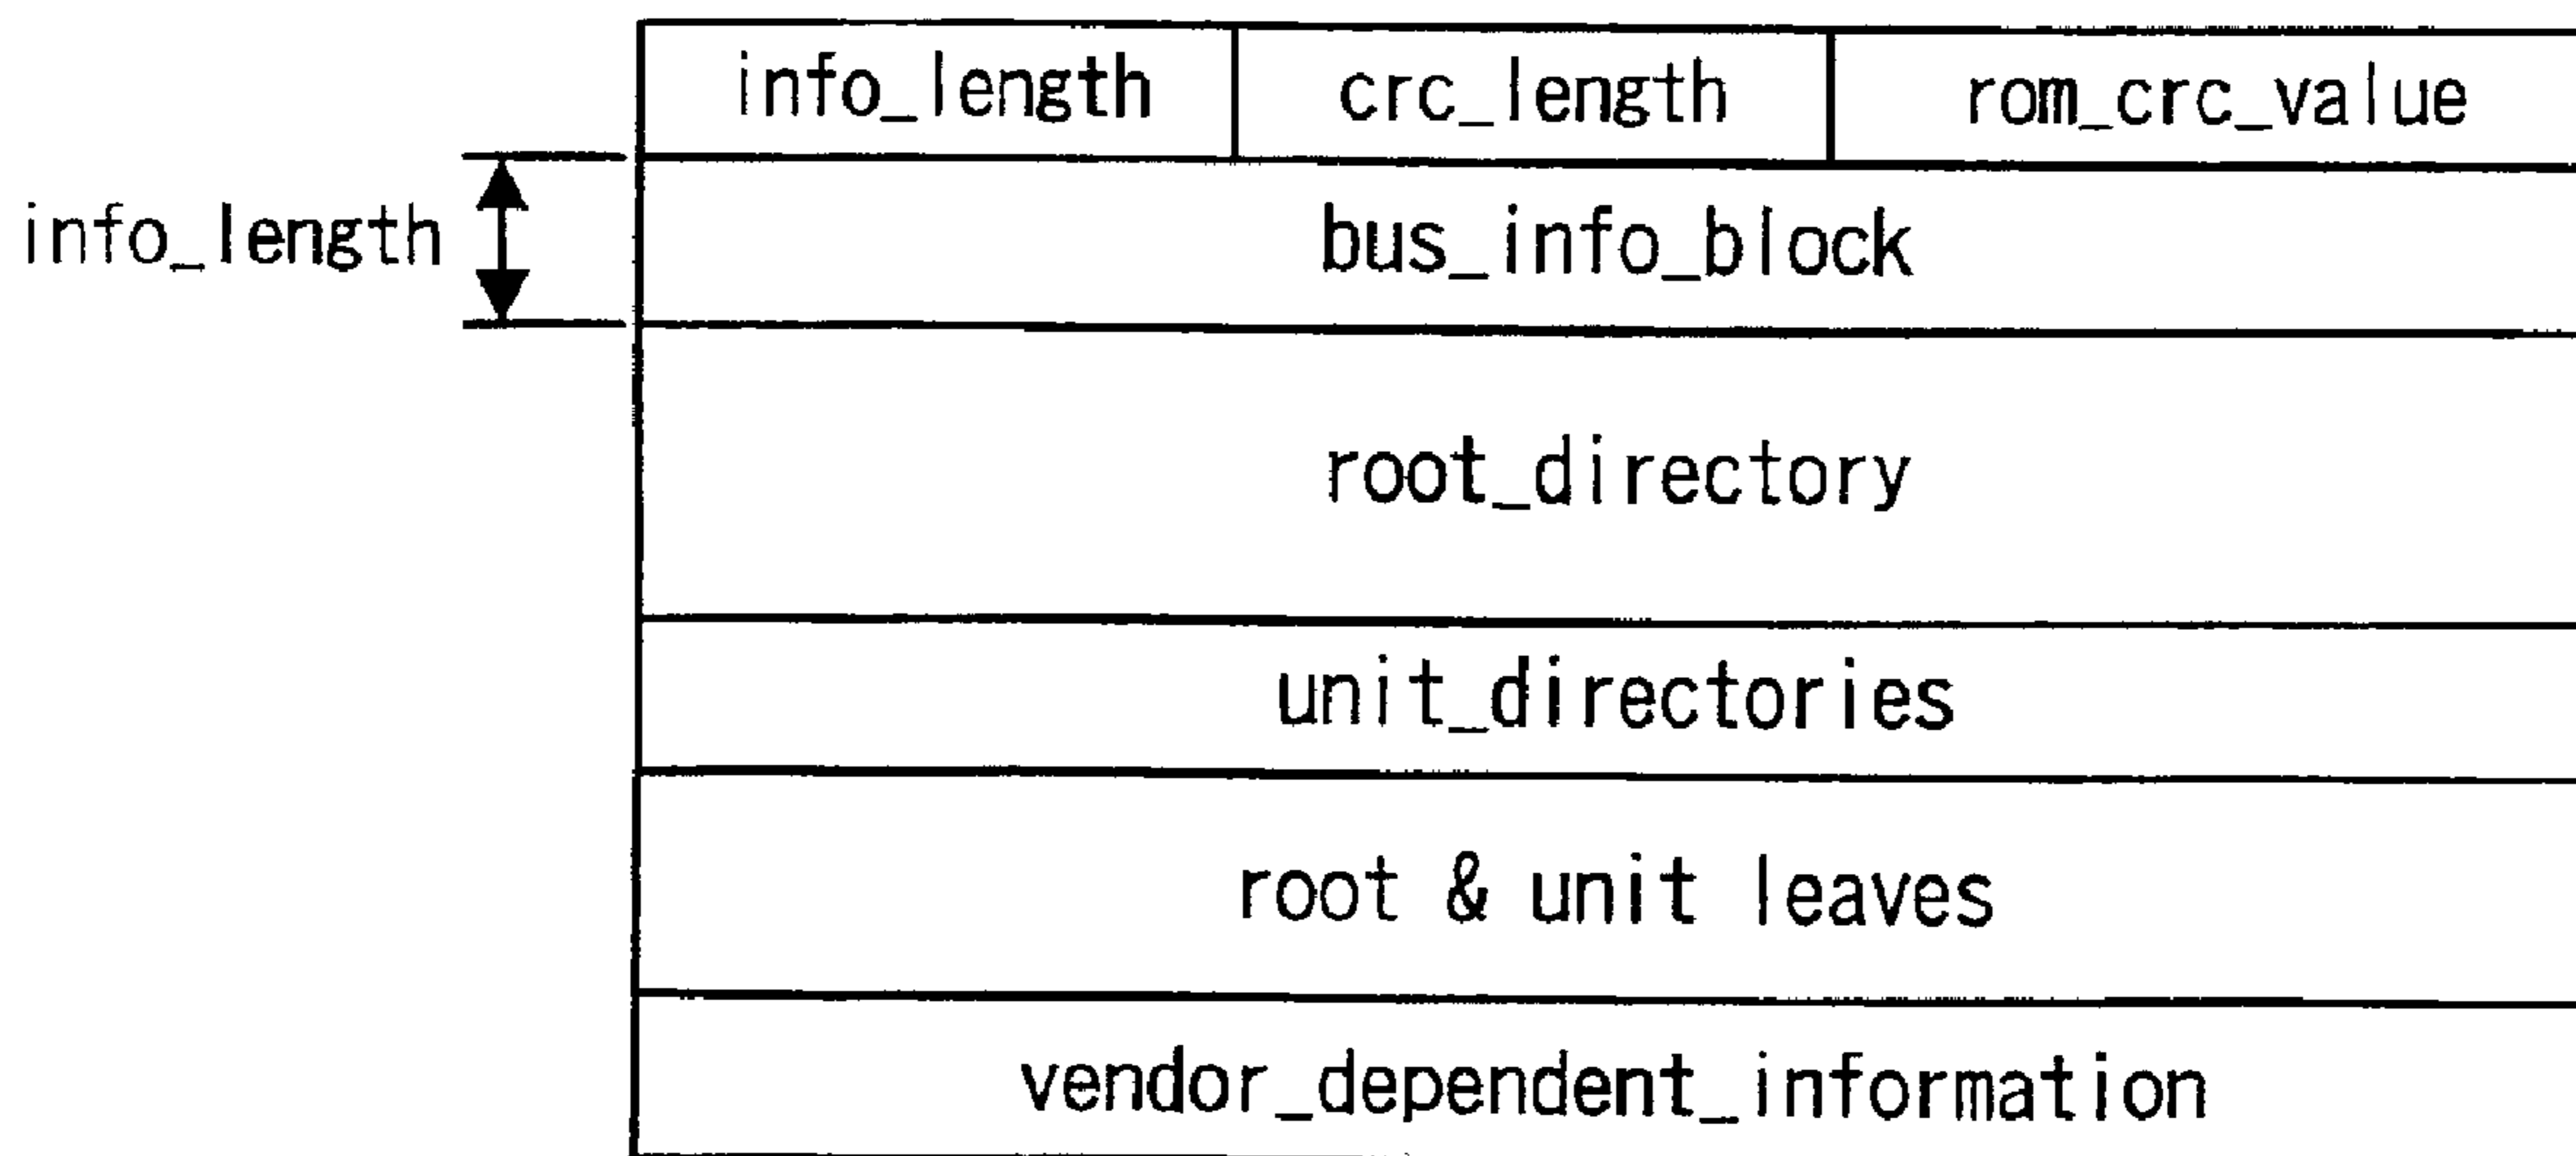 info_length crc_length rom_crc_value
info_length
bus_info_block
root_directory
unit_directories
root & unit leaves
vendor_dependent_information